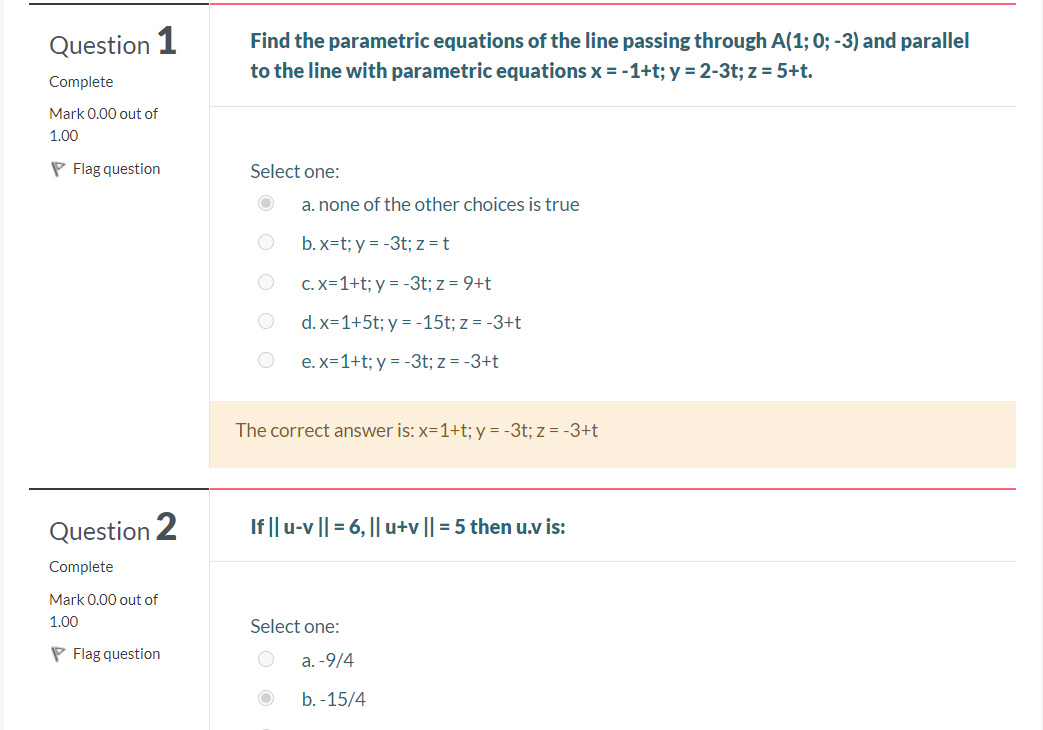 Question 1
Complete
Mark 0.00 out of
1.00
Flag question
Find the parametric equations of the line passing through A(1; 0; -3) and parallel
to the line with parametric equations x = -1+t; y = 2-3t; z = 5+t.
Select one:
a. none of the other choices is true
b. x=t; y = -3t; z = t
c. x=1+t; y = -3t; z = 9+t
d. x=1+5t; y = -15t; z = -3+t
e. x=1+t; y = -3t; z = -3+t
The correct answer is: x=1+t; y = -3t; z = -3+t
Question 2
Complete
Mark 0.00 out of
1.00
Flag question
If || u-v || = 6, || u+v || = 5 then u.v is:
Select one:
a. -9/4
b. -15/4